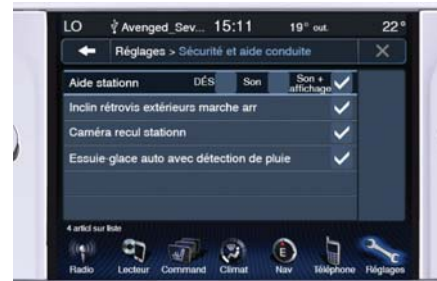 LO Avenged_Sev... 15:11 19° out. 22°
Réglages > Sécurité et aide conduite
Aide stationn DÉS Son Son + affichage
Inclin rétrovis extérieurs marche arr
Caméra recul stationn
Essuie-glace auto avec détection de pluie
4 articl sur liste
E
Radio Lecteur Command Climat Nav Téléphone Réglages